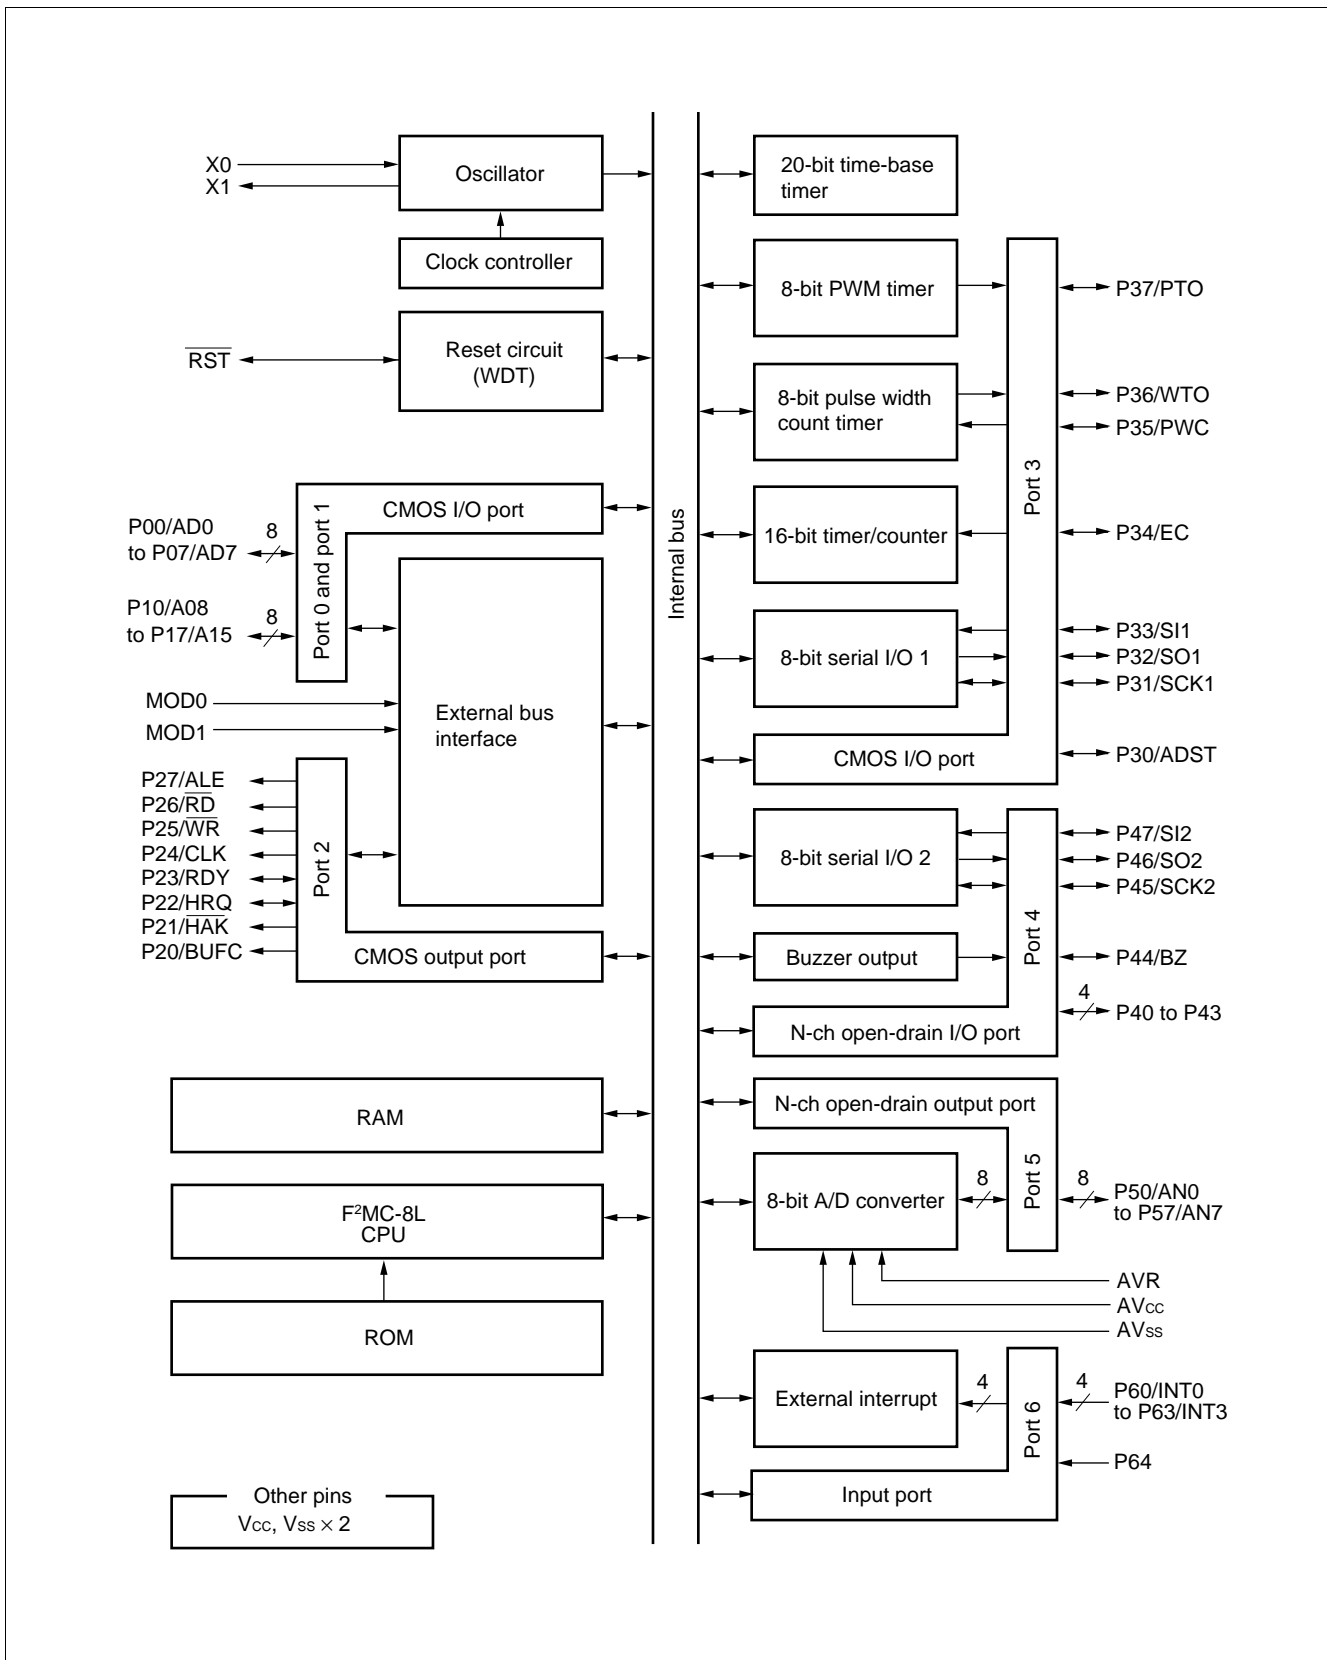 X0
X1
Oscillator
Clock controller
RST
Reset circuit
(WDT)
CMOS I/O port
Port 0 and port 1
P00/AD0
to P07/AD7
8
P10/A08
to P17/A15
8
MOD0
MOD1
External bus
interface
P27/ALE
P26/RD
P25/WR
P24/CLK
P23/RDY
P22/HRQ
P21/HAK
P20/BUFC
Port 2
CMOS output port
RAM
F²MC-8L
CPU
ROM
Other pins
Vcc, Vss × 2
Internal bus
20-bit time-base
timer
8-bit PWM timer
8-bit pulse width
count timer
16-bit timer/counter
8-bit serial I/O 1
CMOS I/O port
Port 3
P37/PTO
P36/WTO
P35/PWC
P34/EC
P33/SI1
P32/SO1
P31/SCK1
P30/ADST
8-bit serial I/O 2
Buzzer output
N-ch open-drain I/O port
Port 4
P47/SI2
P46/SO2
P45/SCK2
P44/BZ
4
P40 to P43
N-ch open-drain output port
Port 5
8-bit A/D converter
8
8
P50/AN0
to P57/AN7
AVR
AVcc
AVss
External interrupt
4
Port 6
4
P60/INT0
to P63/INT3
P64
Input port